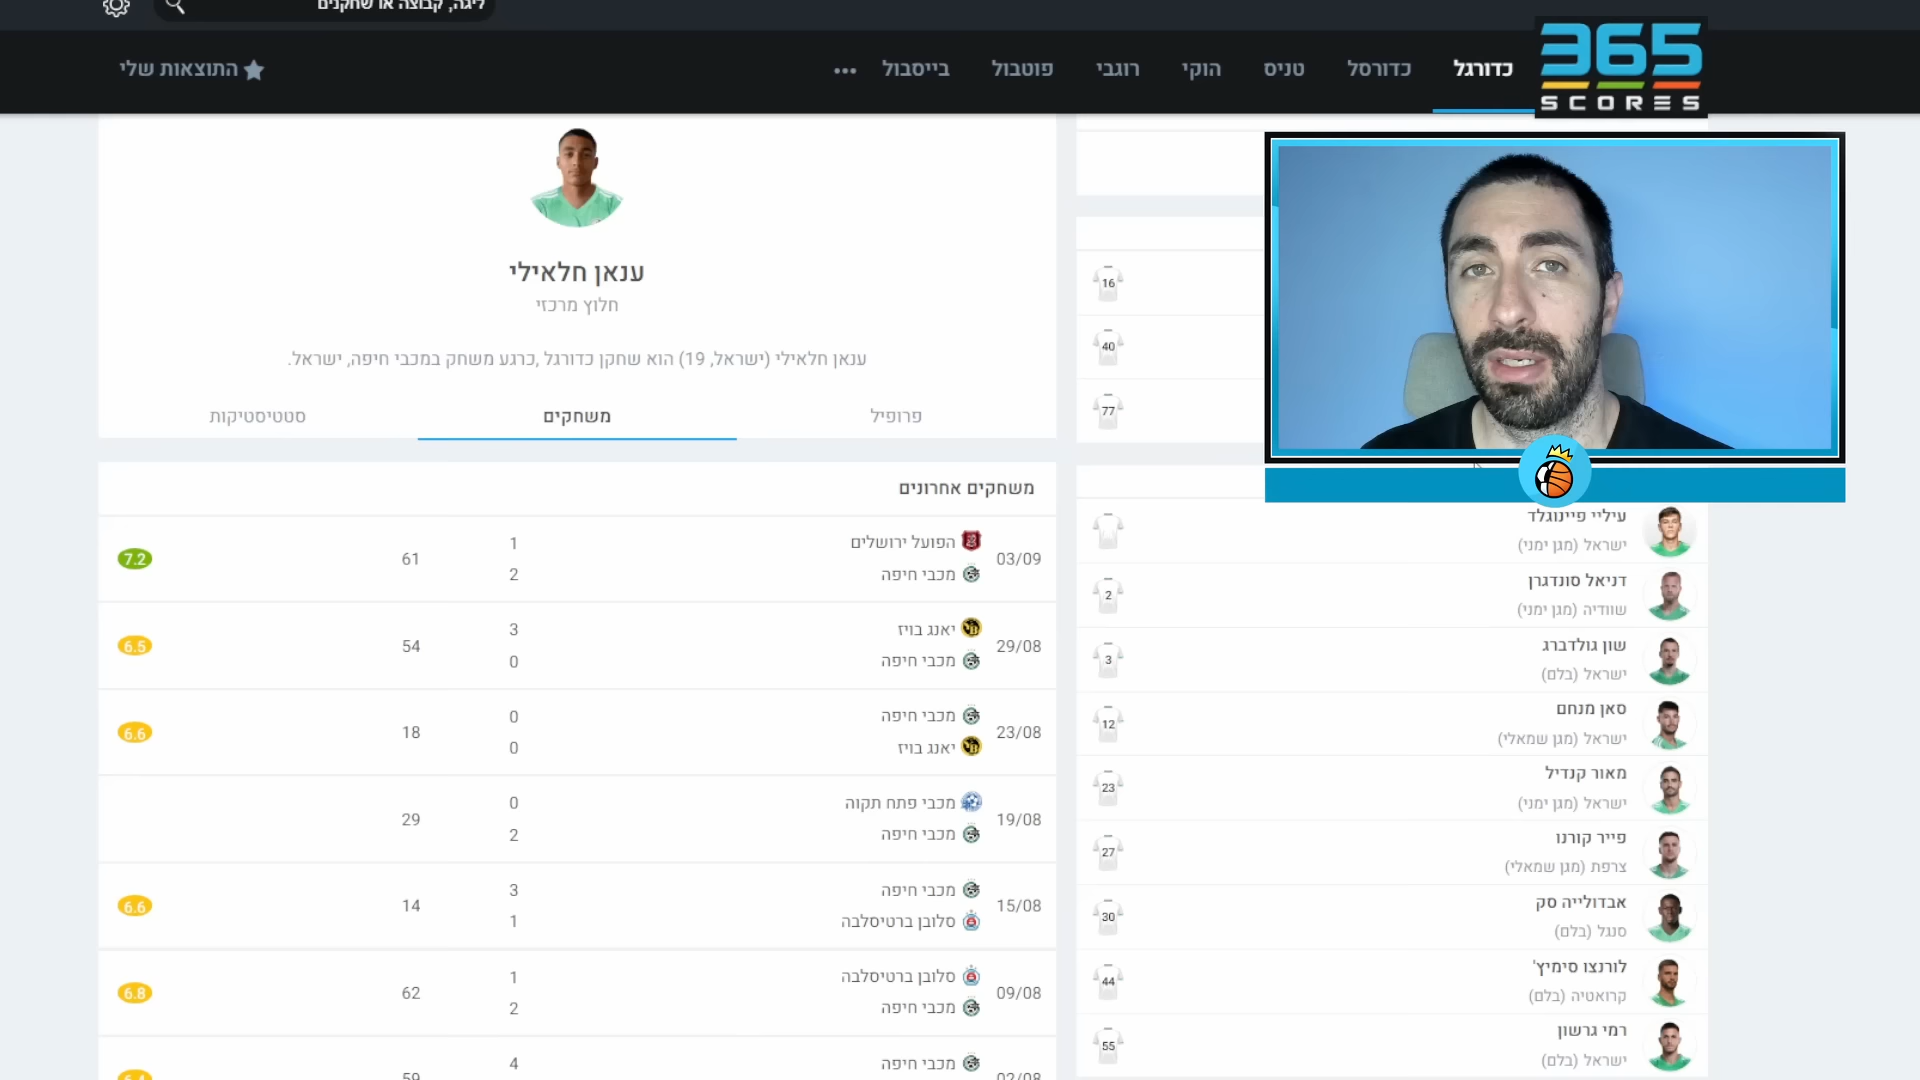 ליגה, קבוצה או שחקנים
365
SCORES
כדורגל
כדורסל
טניס
הוקי
רוגבי
פוטבול
בייסבול
•••
התוצאות שלי
ענאן חלאילי
חלוץ מרכזי
ענאן חלאילי (ישראל, 19) הוא שחקן כדורגל ,כרגע משחק במכבי חיפה, ישראל.
פרופיל
משחקים
סטטיסטיקות
משחקים אחרונים
03/09
הפועל ירושלים 1
מכבי חיפה 2
61
7.2
29/08
יאנג בויז 3
מכבי חיפה 0
54
6.5
23/08
מכבי חיפה 0
יאנג בויז 0
18
6.6
19/08
מכבי פתח תקוה 0
מכבי חיפה 2
29
15/08
מכבי חיפה 3
סלובן ברטיסלבה 1
14
6.6
09/08
סלובן ברטיסלבה 1
מכבי חיפה 2
62
6.8
מכבי חיפה 4
02/08
59
6.4
16
40
77
עיליי פיינגולד
ישראל (מגן ימני)
דניאל סונדגרן
שוודיה (מגן ימני)
2
שון גולדברג
ישראל (בלם)
3
סאן מנחם
ישראל (מגן שמאלי)
12
מאור קנדיל
ישראל (מגן ימני)
23
פייר קורנו
צרפת (מגן שמאלי)
27
אבדולייה סק
סנגל (בלם)
30
לורנצו סימיץ'
קרואטיה (בלם)
44
רמי גרשון
ישראל (בלם)
55